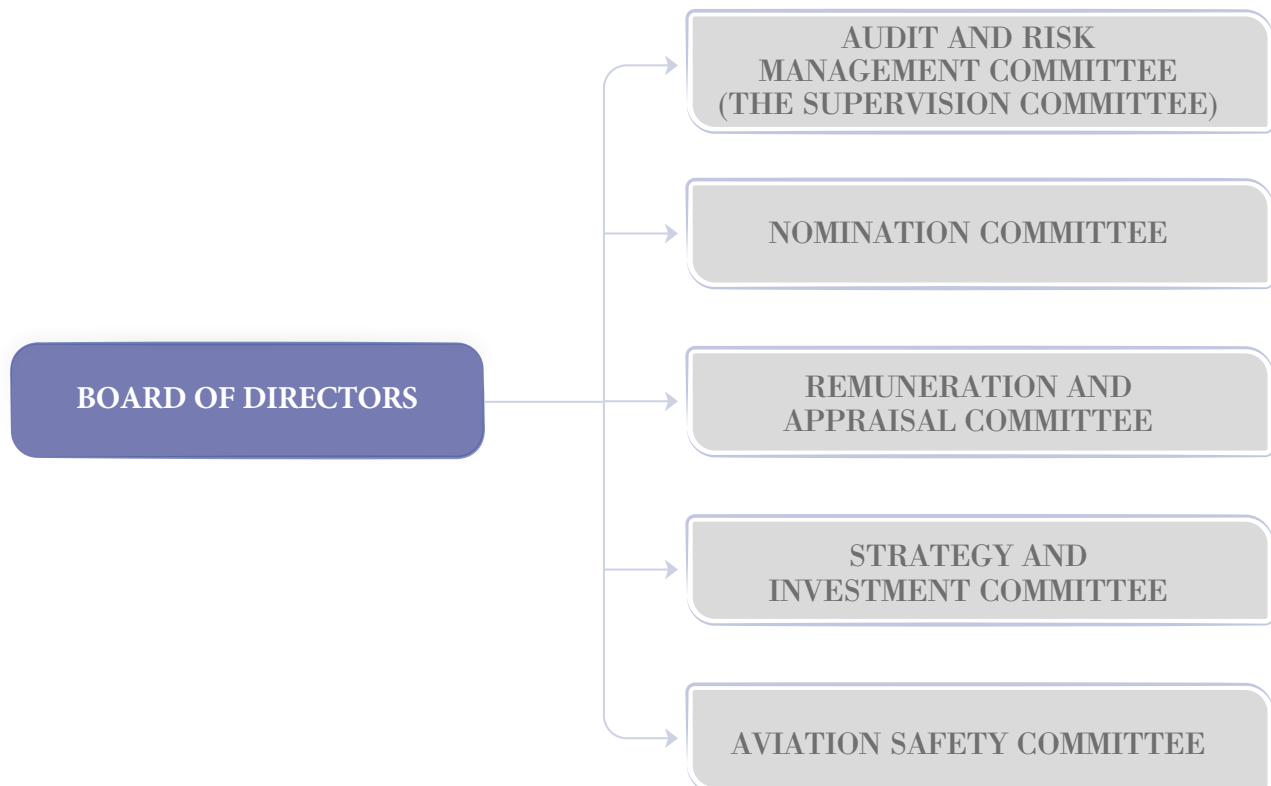 AUDIT AND RISK
MANAGEMENT COMMITTEE
(THE SUPERVISION COMMITTEE)
NOMINATION COMMITTEE
BOARD OF DIRECTORS
REMUNERATION AND
APPRAISAL COMMITTEE
STRATEGY AND
INVESTMENT COMMITTEE
AVIATION SAFETY COMMITTEE